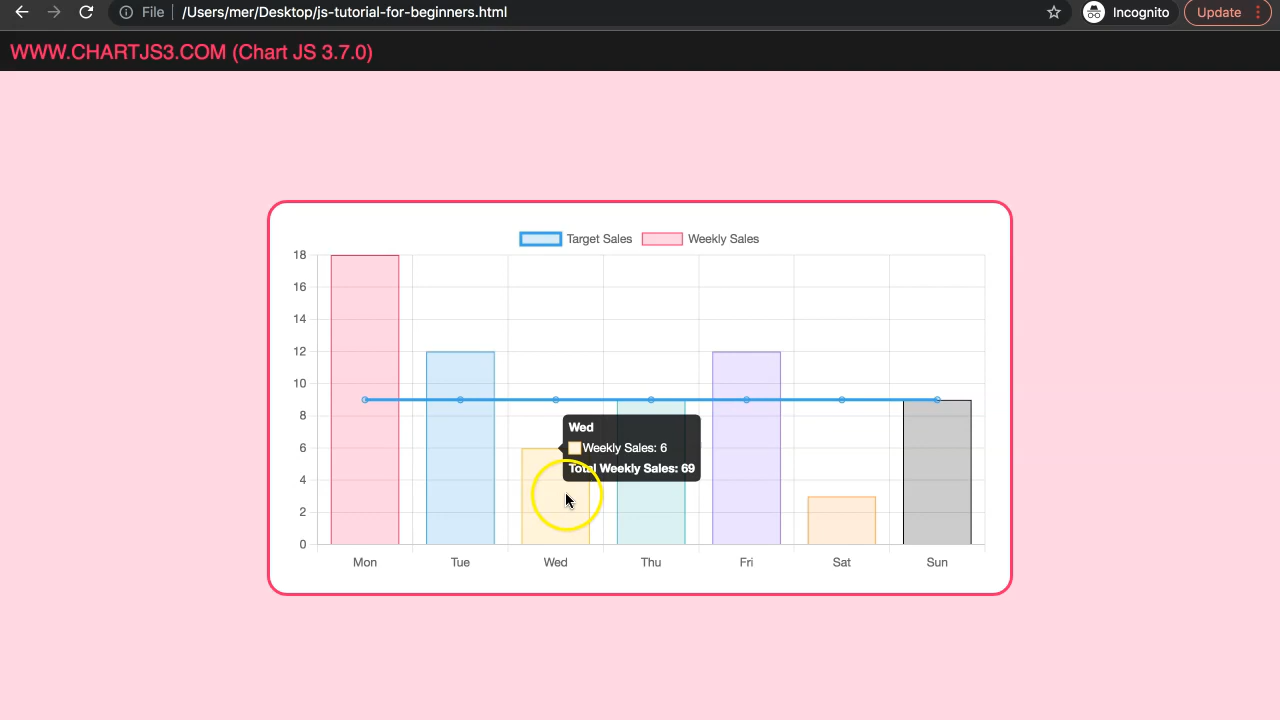 File /Users/mer/Desktop/js-tutorial-for-beginners.html Incognito Update
WWW.CHARTJS3.COM (Chart JS 3.7.0)
Target Sales Weekly Sales
18
16
14
12
10
8
6
4
2
0
Wed
Weekly Sales: 6
Total Weekly Sales: 69
Mon Tue Wed Thu Fri Sat Sun